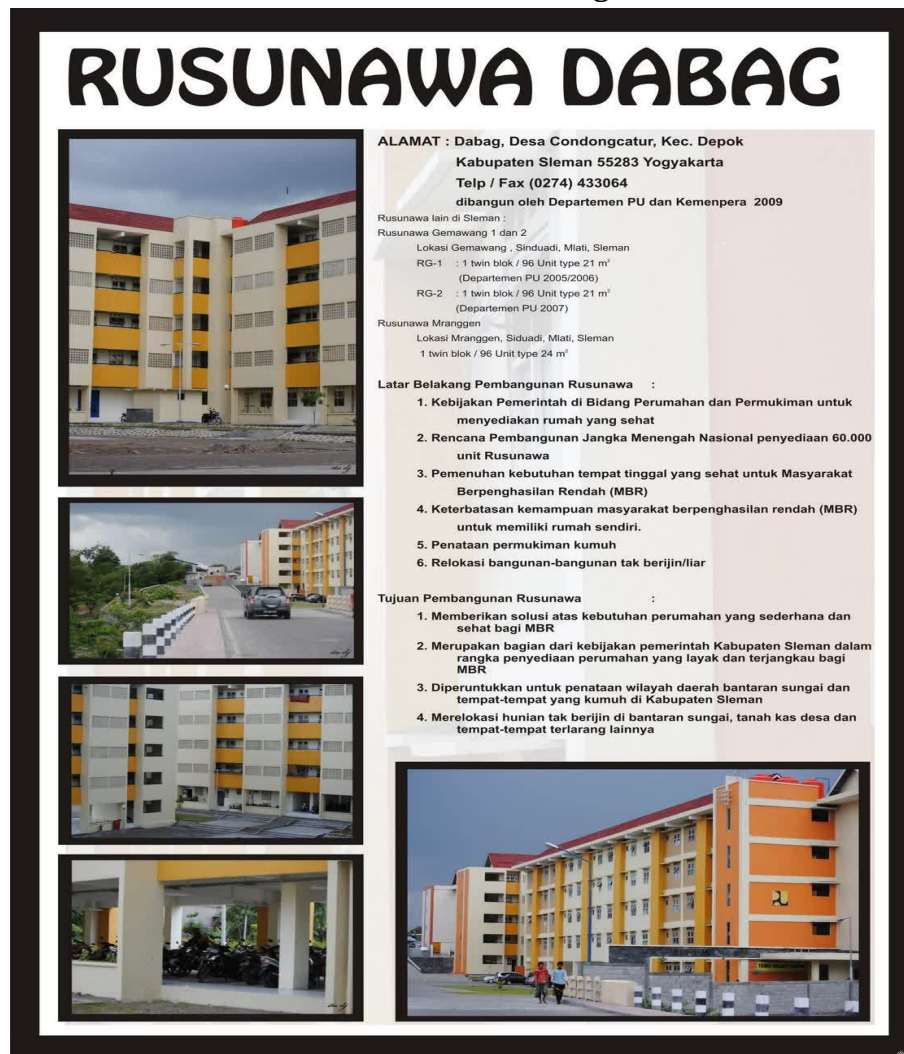 RUSUNAWA DABAG
ALAMAT : Dabag, Desa Condongcatur, Kec. Depok
Kabupaten Sleman 55283 Yogyakarta
Telp / Fax (0274) 433064
dibangun oleh Departemen PU dan Kemenpera 2009
Rusunawa lain di Sleman :
Rusunawa Gemawang 1 dan 2
Lokasi Gemawang , Sinduadi, Mlati, Sleman
RG-1 : 1 twin blok / 96 Unit type 21 m²
(Departemen PU 2005/2006)
RG-2 : 1 twin blok / 96 Unit type 21 m²
(Departemen PU 2007)
Rusunawa Mranggen
Lokasi Mranggen, Siduadi, Mlati, Sleman
1 twin blok / 96 Unit type 24 m²
Latar Belakang Pembangunan Rusunawa :
1. Kebijakan Pemerintah di Bidang Perumahan dan Permukiman untuk
menyediakan rumah yang sehat
2. Rencana Pembangunan Jangka Menengah Nasional penyediaan 60.000
unit Rusunawa
3. Pemenuhan kebutuhan tempat tinggal yang sehat untuk Masyarakat
Berpenghasilan Rendah (MBR)
4. Keterbatasan kemampuan masyarakat berpenghasilan rendah (MBR)
untuk memiliki rumah sendiri.
5. Penataan permukiman kumuh
6. Relokasi bangunan-bangunan tak berijin/liar
Tujuan Pembangunan Rusunawa :
1. Memberikan solusi atas kebutuhan perumahan yang sederhana dan
sehat bagi MBR
2. Merupakan bagian dari kebijakan pemerintah Kabupaten Sleman dalam
rangka penyediaan perumahan yang layak dan terjangkau bagi
MBR
3. Diperuntukkan untuk penataan wilayah daerah bantaran sungai dan
tempat-tempat yang kumuh di Kabupaten Sleman
4. Merelokasi hunian tak berijin di bantaran sungai, tanah kas desa dan
tempat-tempat terlarang lainnya